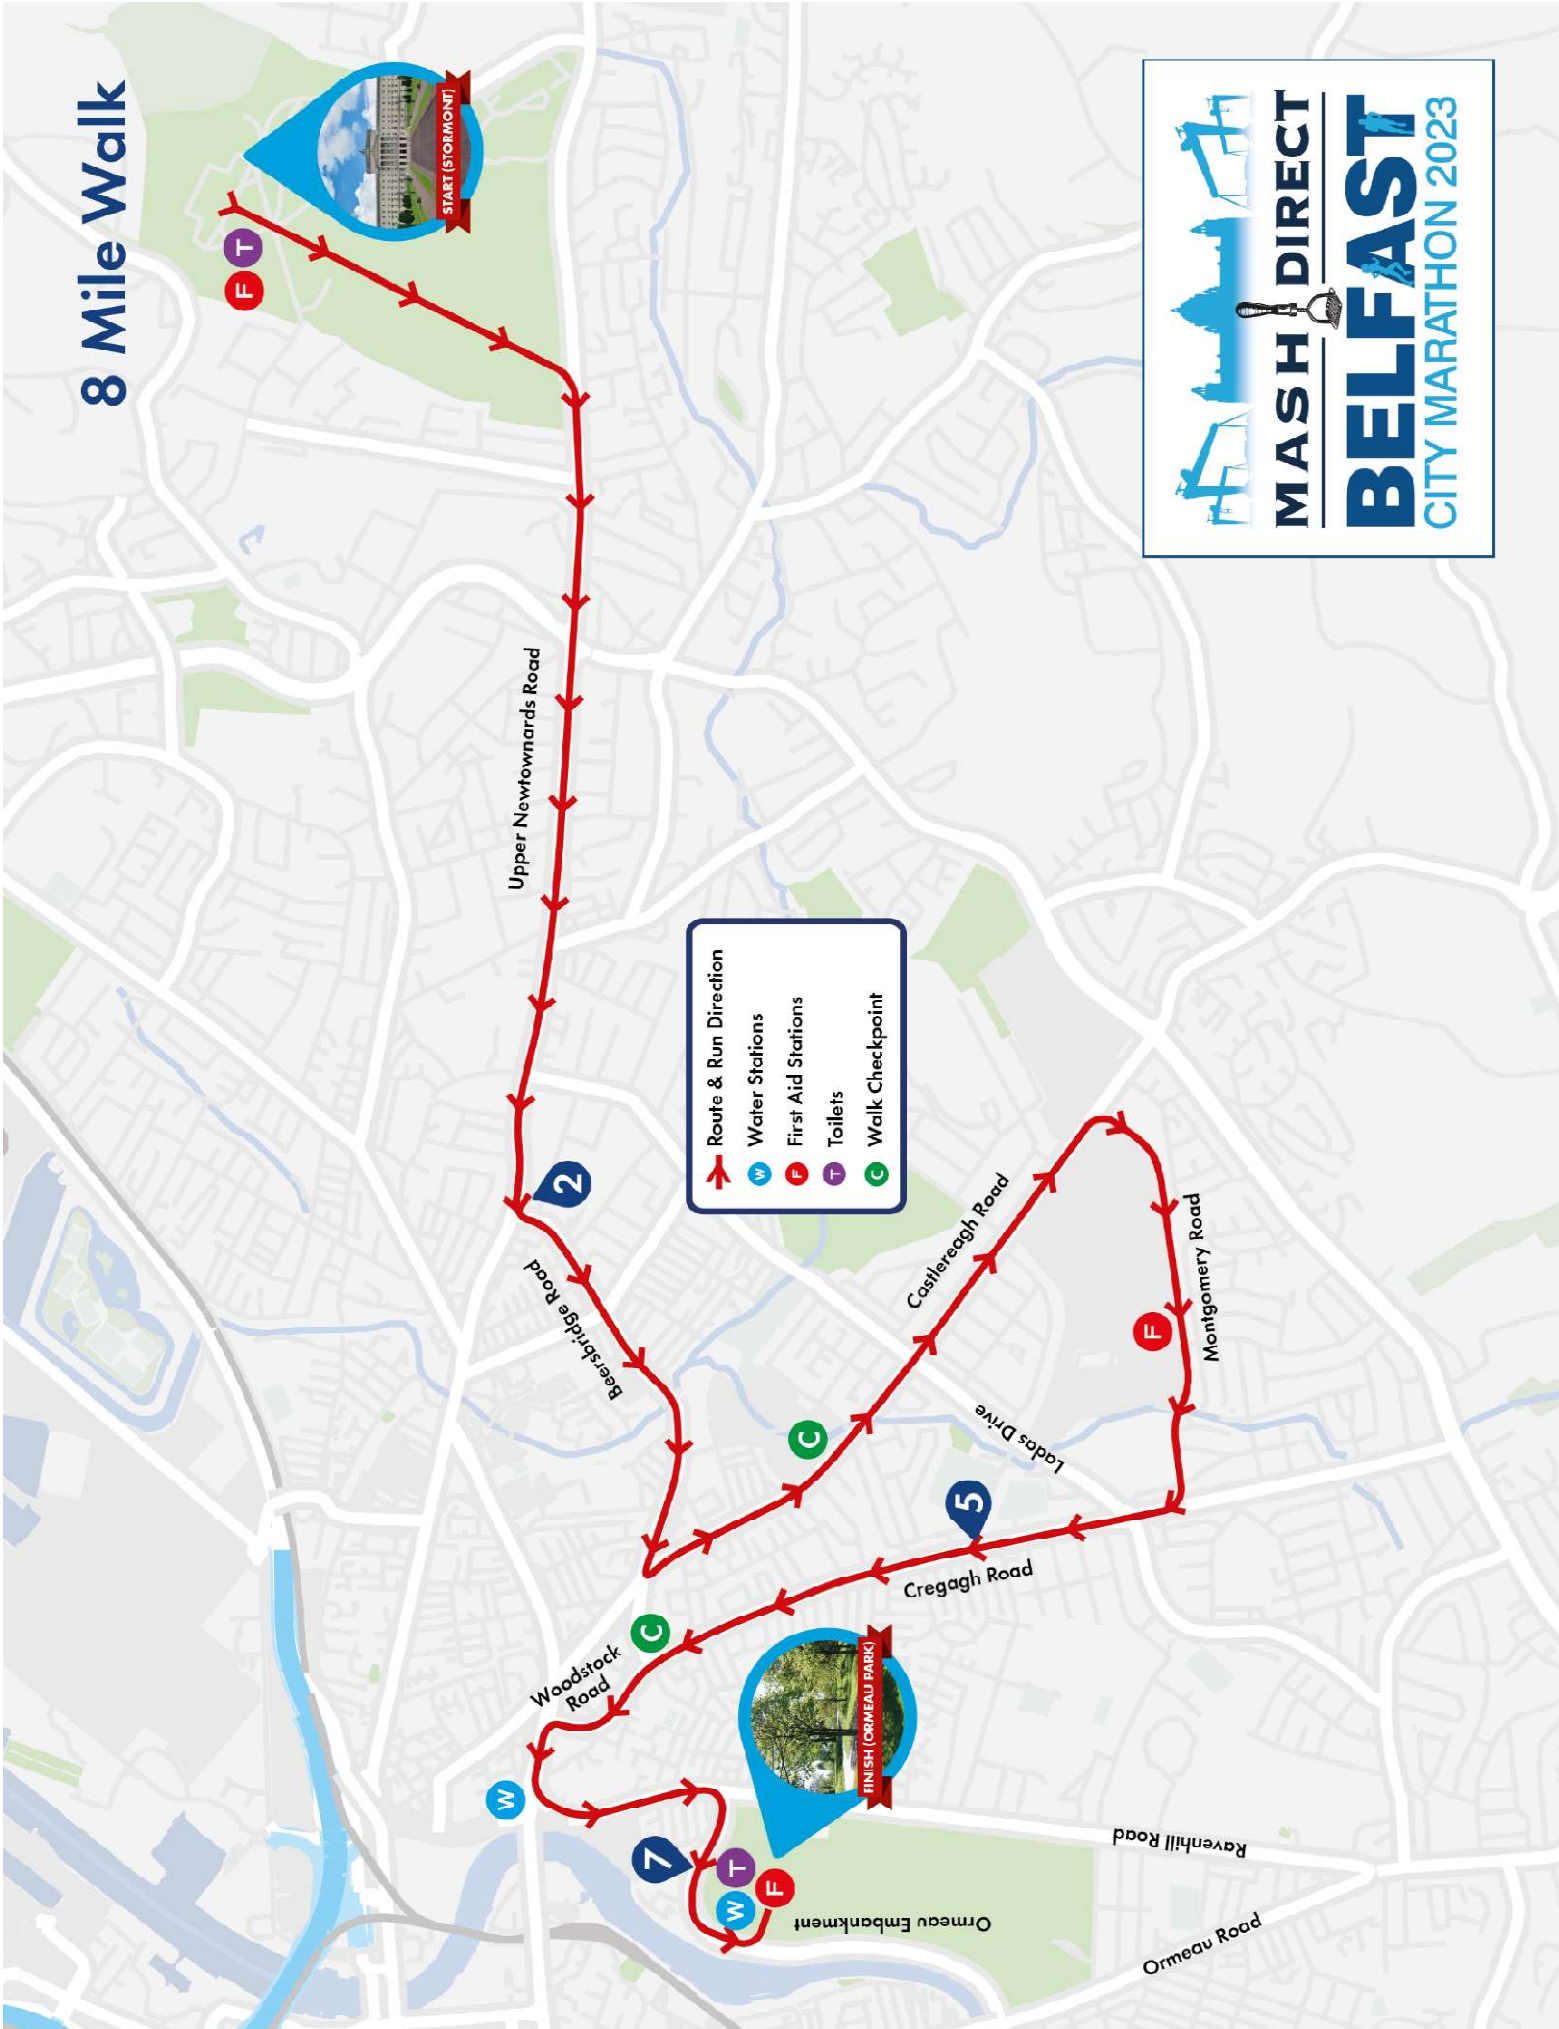 8 Mile Walk
START (STORMONT)
F
T
Upper Newtownards Road
2
Beersbridge Road
Route & Run Direction
W Water Stations
F First Aid Stations
T Toilets
C Walk Checkpoint
C
Castlereagh Road
Montgomery Road
F
Ladas Drive
5
Cregagh Road
C
Woodstock
Road
W
7
T
W
F
FINISH (ORMEAU PARK)
Ravenhill Road
Ormeau Embankment
Ormeau Road
MASH DIRECT
BELFAST
CITY MARATHON 2023